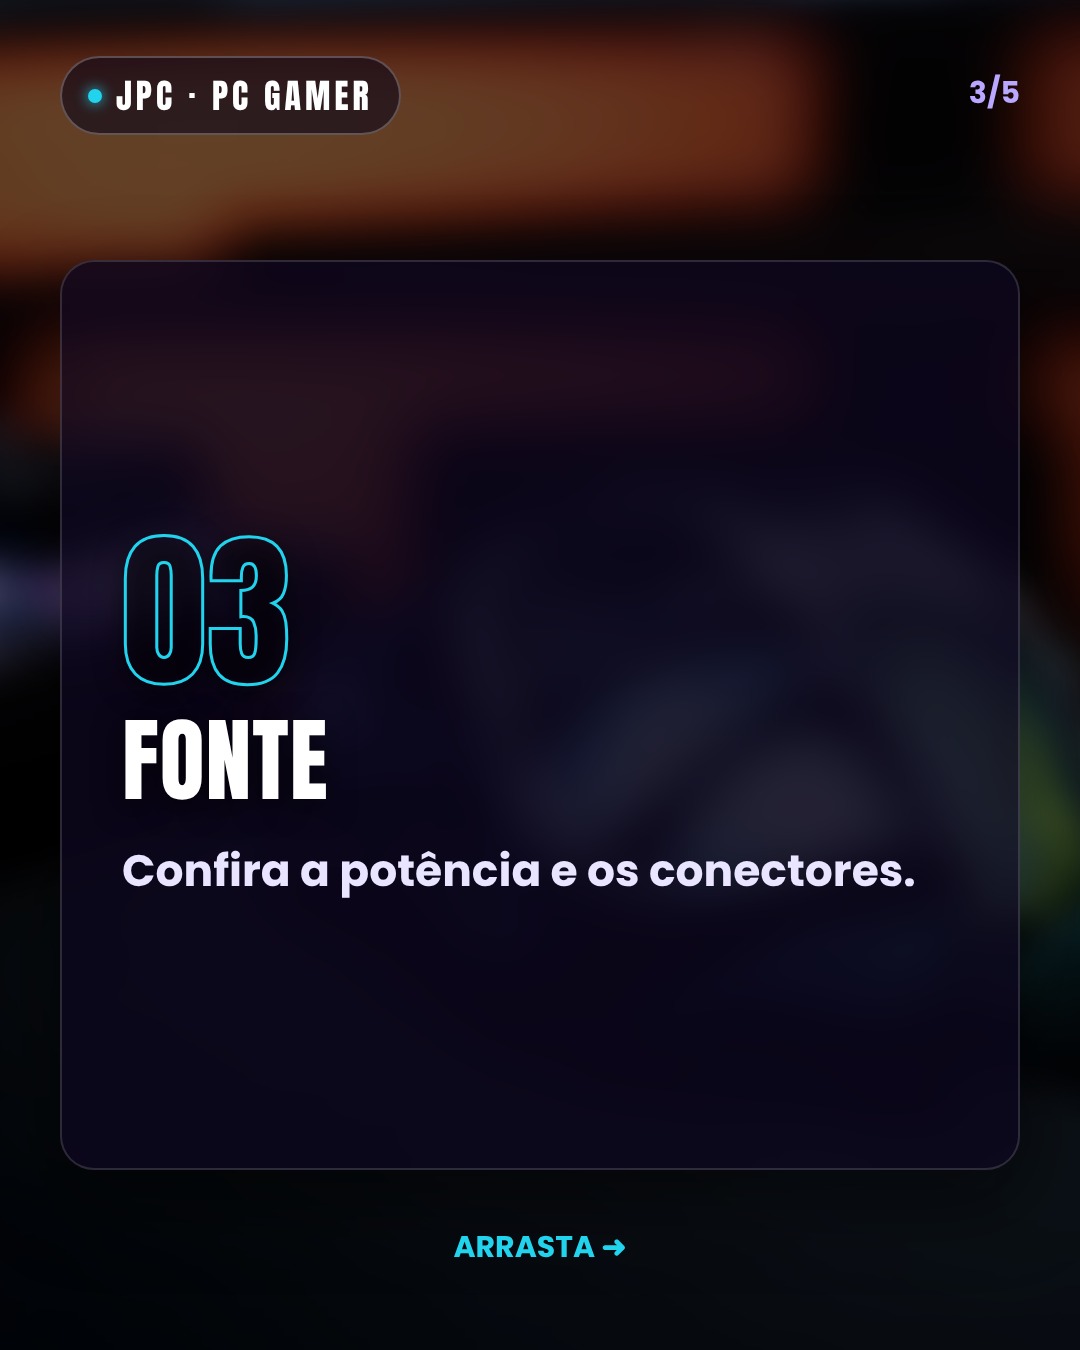 JPC · PC GAMER
3/5
03
FONTE
Confira a potência e os conectores.
ARRASTA ➜